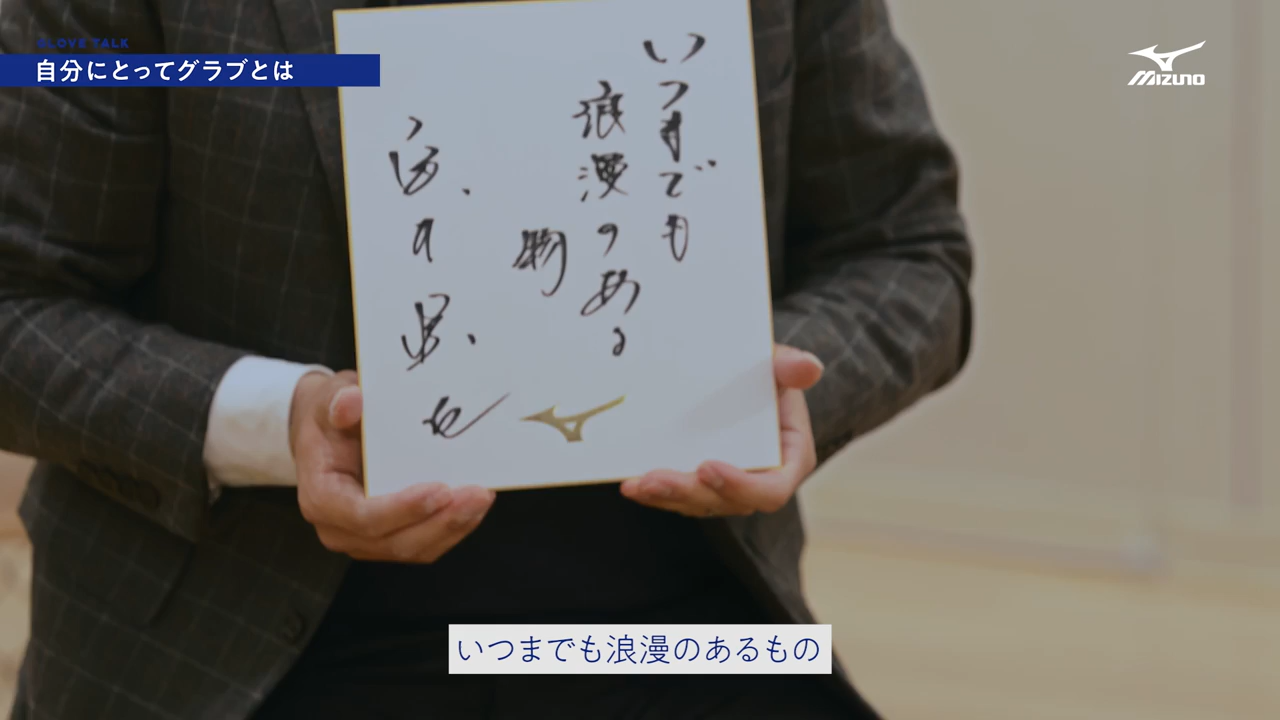 GLOVE TALK
自分にとってグラブとは
MIZUNO
いつまでも
浪漫のある
物
いつまでも浪漫のあるもの